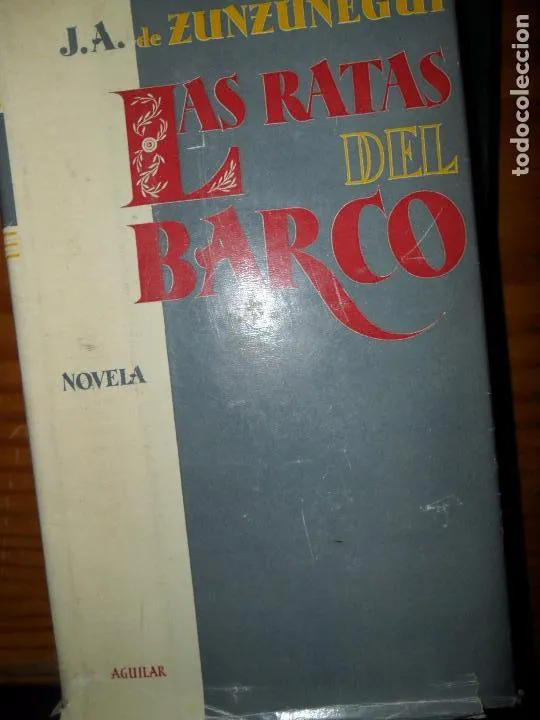 J.A. de ZUNZUNEGUI
LAS RATAS
DEL
BARCO
NOVELA
AGUILAR
todocoleccion